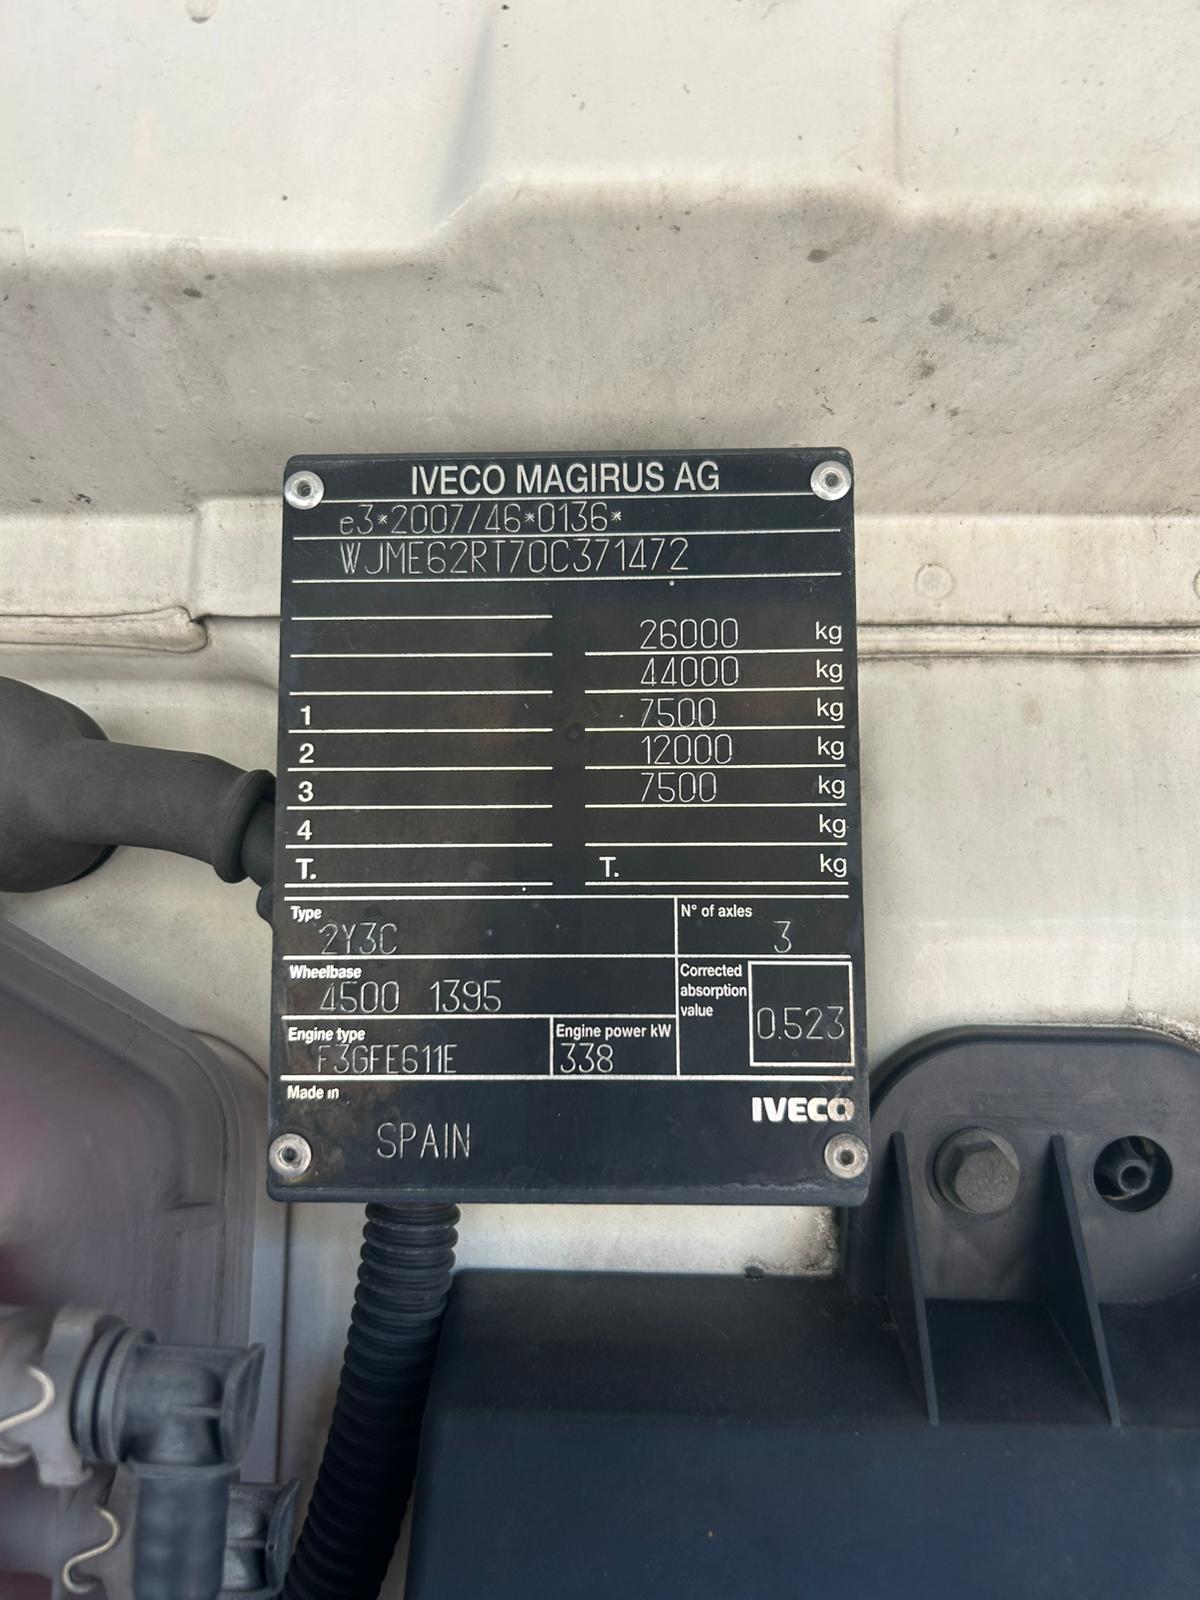 IVECO MAGIRUS AG
e3*2007/46*0136*
WJME62RT70C371472
26000 kg
44000 kg
1 7500 kg
2 12000 kg
3 7500 kg
4 kg
T. T. kg
Type 2Y3C
N° of axles 3
Wheelbase 4500 1395
Corrected absorption value 0.523
Engine type F3GFE611E
Engine power kW 338
Made in SPAIN
IVECO